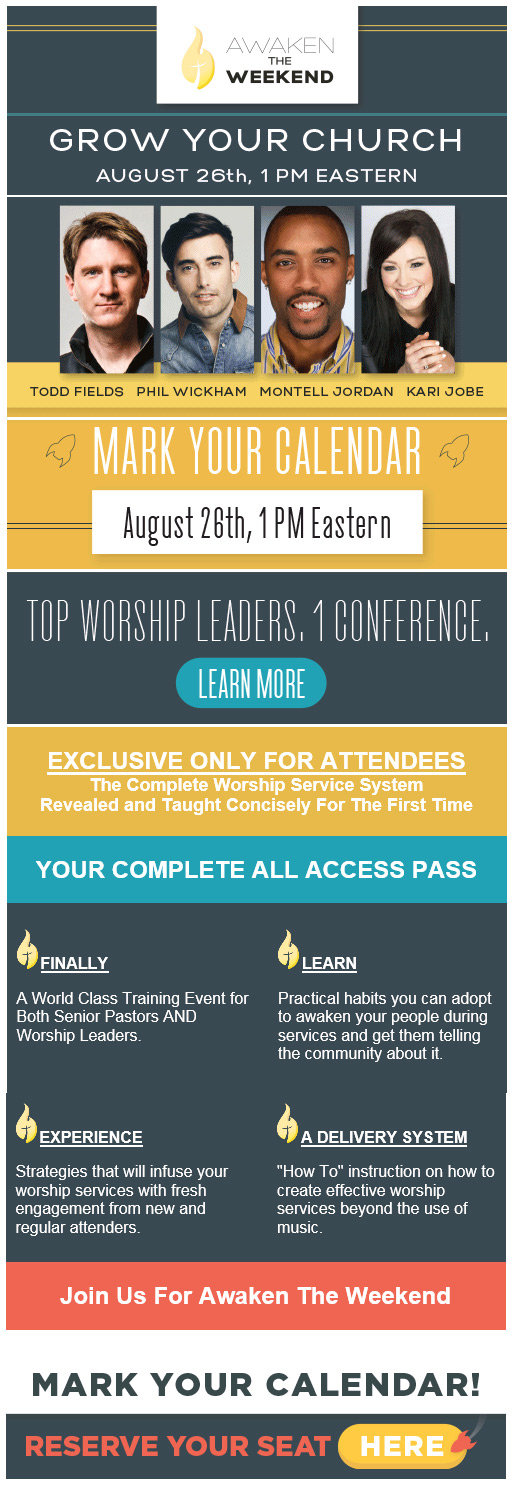 AWAKEN
THE
WEEKEND
GROW YOUR CHURCH
AUGUST 26th, 1 PM EASTERN
TODD FIELDS PHIL WICKHAM MONTELL JORDAN KARI JOBE
MARK YOUR CALENDAR
August 26th, 1 PM Eastern
TOP WORSHIP LEADERS. 1 CONFERENCE.
LEARN MORE
EXCLUSIVE ONLY FOR ATTENDEES
The Complete Worship Service System
Revealed and Taught Concisely For The First Time
YOUR COMPLETE ALL ACCESS PASS
FINALLY
A World Class Training Event for
Both Senior Pastors AND
Worship Leaders.
LEARN
Practical habits you can adopt
to awaken your people during
services and get them telling
the community about it.
EXPERIENCE
Strategies that will infuse your
worship services with fresh
engagement from new and
regular attenders.
A DELIVERY SYSTEM
"How To" instruction on how to
create effective worship
services beyond the use of
music.
Join Us For Awaken The Weekend
MARK YOUR CALENDAR!
RESERVE YOUR SEAT HERE